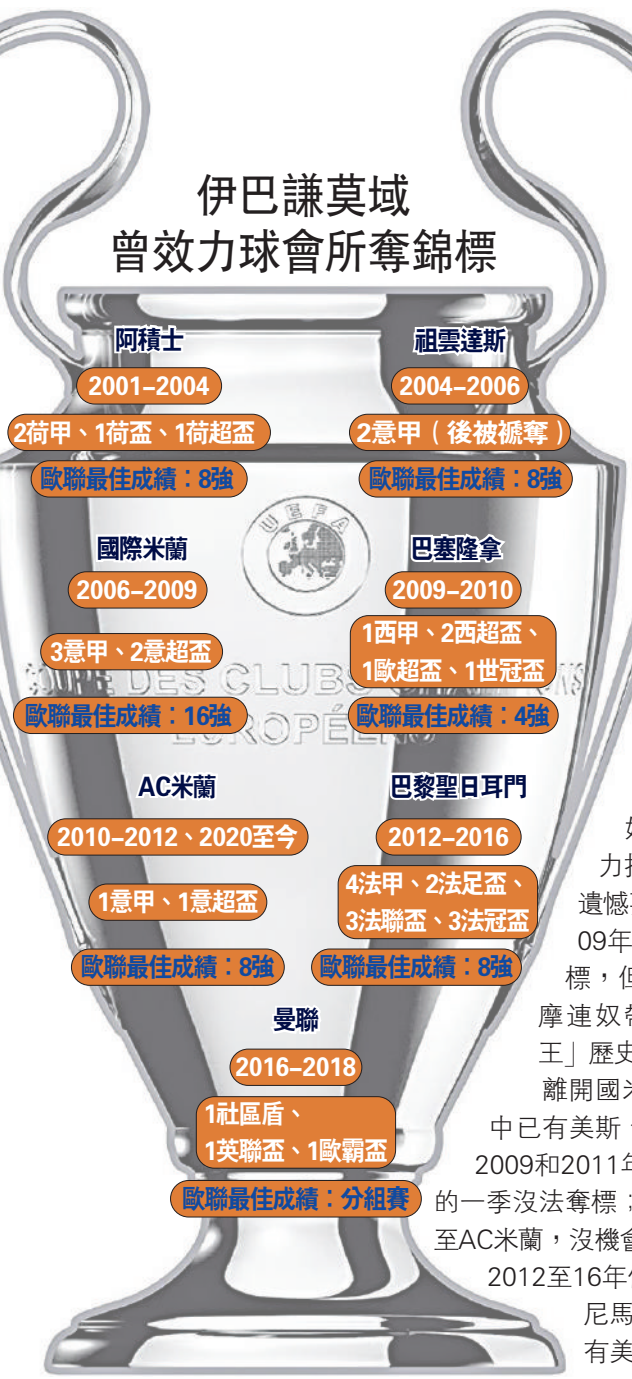 伊巴謙莫域
曾效力球會所奪錦標
阿積士
2001–2004
2荷甲、1荷盃、1荷超盃
歐聯最佳成績：8強
祖雲達斯
2004–2006
2意甲（後被褫奪）
歐聯最佳成績：8強
UEFA
國際米蘭
2006–2009
3意甲、2意超盃
歐聯最佳成績：16強
巴塞隆拿
2009–2010
1西甲、2西超盃、
1歐超盃、1世冠盃
歐聯最佳成績：4強
COUPE DES CLUBS
AC米蘭
2010–2012、2020至今
1意甲、1意超盃
歐聯最佳成績：8強
巴黎聖日耳門
2012–2016
4法甲、2法足盃、
3法聯盃、3法冠盃
歐聯最佳成績：8強
曼聯
2016–2018
1社區盾、
1英聯盃、1歐霸盃
歐聯最佳成績：分組賽
遺憾
09年
標，但
摩連奴
王」歷史
離開國
中已有美斯
2009和2011年
的一季沒法奪標；
至AC米蘭，沒機會
2012至16年
尼馬
有美